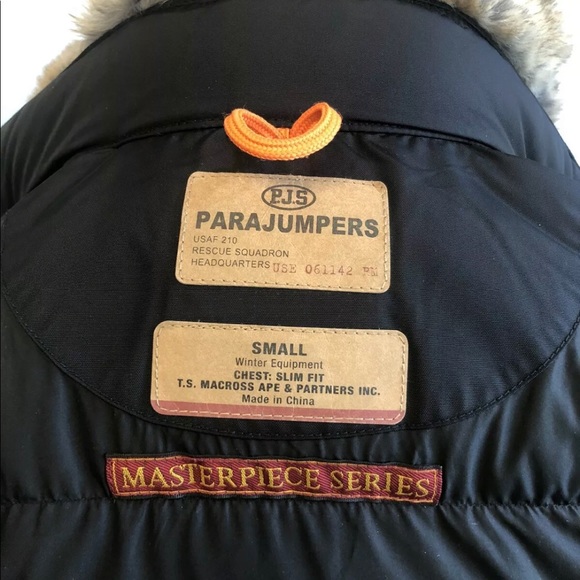 P.J.S
PARAJUMPERS
USAF 210
RESCUE SQUADRON
HEADQUARTERS USE 061142 PM
SMALL
Winter Equipment
CHEST: SLIM FIT
T.S. MACROSS APE & PARTNERS INC.
Made in China
MASTERPIECE SERIES